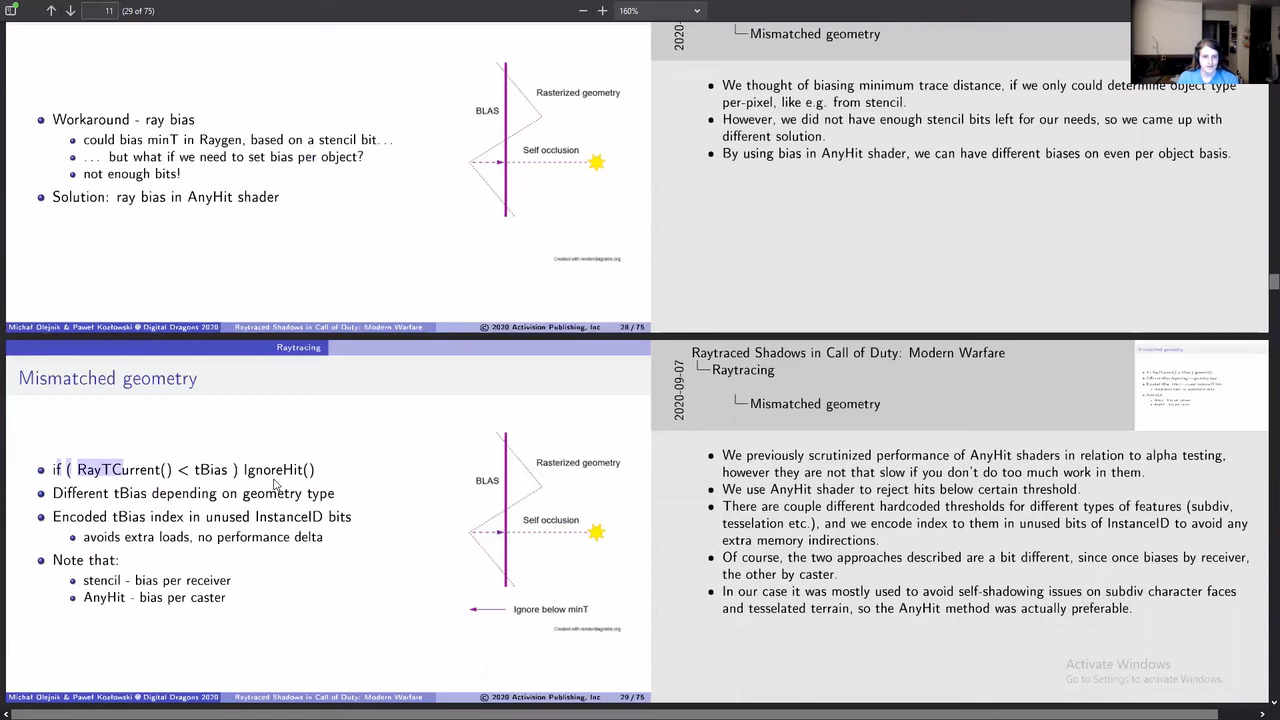 11 (29 of 75)
160%
Workaround - ray bias
could bias minT in Raygen, based on a stencil bit...
... but what if we need to set bias per object?
not enough bits!
Solution: ray bias in AnyHit shader
BLAS
Rasterized geometry
Self occlusion
Created with renderdiagrams.org
Michał Olejnik & Paweł Kozłowski @ Digital Dragons 2020
Raytraced Shadows in Call of Duty: Modern Warfare
© 2020 Activision Publishing, Inc
28 / 75
2020-
Mismatched geometry
We thought of biasing minimum trace distance, if we only could determine object type
per-pixel, like e.g. from stencil.
However, we did not have enough stencil bits left for our needs, so we came up with
different solution.
By using bias in AnyHit shader, we can have different biases on even per object basis.
Raytracing
Mismatched geometry
if ( RayTCurrent() < tBias ) IgnoreHit()
Different tBias depending on geometry type
Encoded tBias index in unused InstanceID bits
avoids extra loads, no performance delta
Note that:
stencil - bias per receiver
AnyHit - bias per caster
BLAS
Rasterized geometry
Self occlusion
Ignore below minT
Created with renderdiagrams.org
Michał Olejnik & Paweł Kozłowski @ Digital Dragons 2020
Raytraced Shadows in Call of Duty: Modern Warfare
© 2020 Activision Publishing, Inc
29 / 75
2020-09-07
Raytraced Shadows in Call of Duty: Modern Warfare
Raytracing
Mismatched geometry
We previously scrutinized performance of AnyHit shaders in relation to alpha testing,
however they are not that slow if you don't do too much work in them.
We use AnyHit shader to reject hits below certain threshold.
There are couple different hardcoded thresholds for different types of features (subdiv,
tesselation etc.), and we encode index to them in unused bits of InstanceID to avoid any
extra memory indirections.
Of course, the two approaches described are a bit different, since once biases by receiver,
the other by caster.
In our case it was mostly used to avoid self-shadowing issues on subdiv character faces
and tesselated terrain, so the AnyHit method was actually preferable.
Activate Windows
Go to Settings to activate Windows.